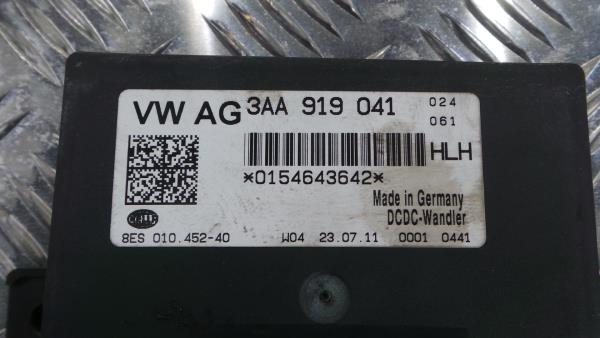 VW AG 3AA 919 041 024
061
HLH
*0154643642*
Made in Germany
DCDC-Wandler
HELLA
8ES 010.452-40 W04 23.07.11 0001 0441